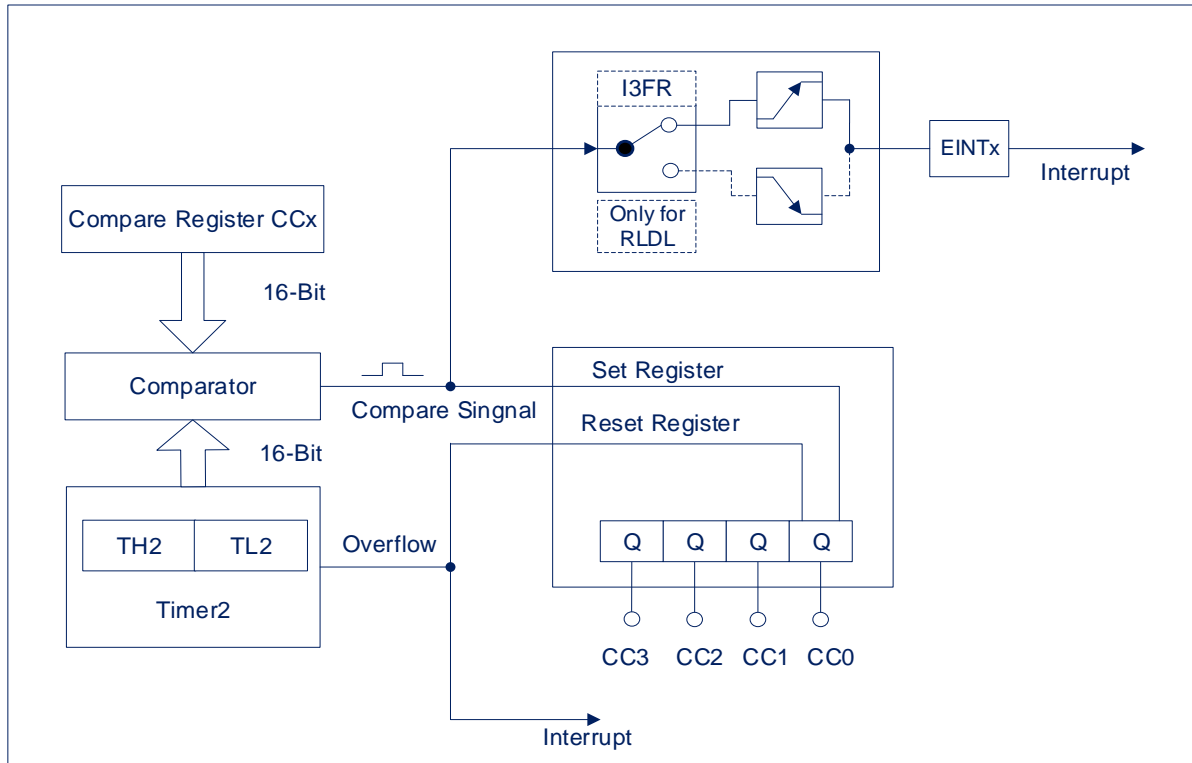 I3FR
Only for
RLDL
EINTx
Interrupt
Compare Register CCx
16-Bit
Comparator
Compare Singnal
Set Register
Reset Register
16-Bit
TH2
TL2
Timer2
Overflow
Q
Q
Q
Q
CC3
CC2
CC1
CC0
Interrupt